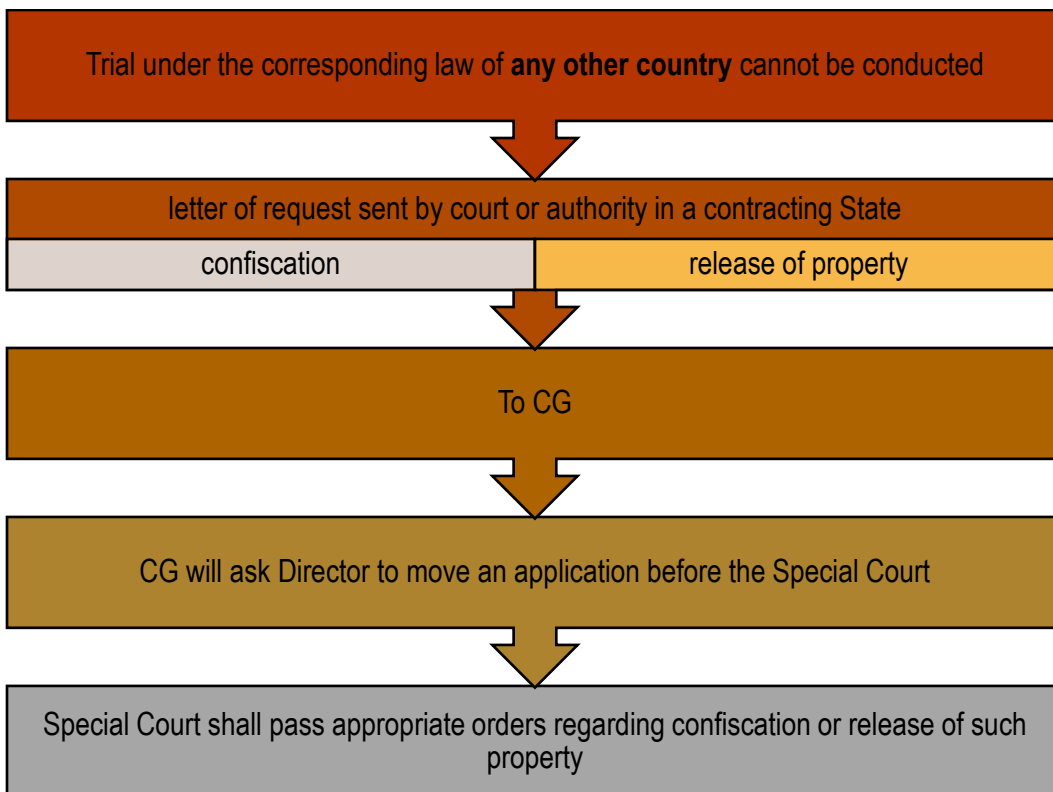 Trial under the corresponding law of any other country cannot be conducted
letter of request sent by court or authority in a contracting State
confiscation
release of property
To CG
CG will ask Director to move an application before the Special Court
Special Court shall pass appropriate orders regarding confiscation or release of such
property